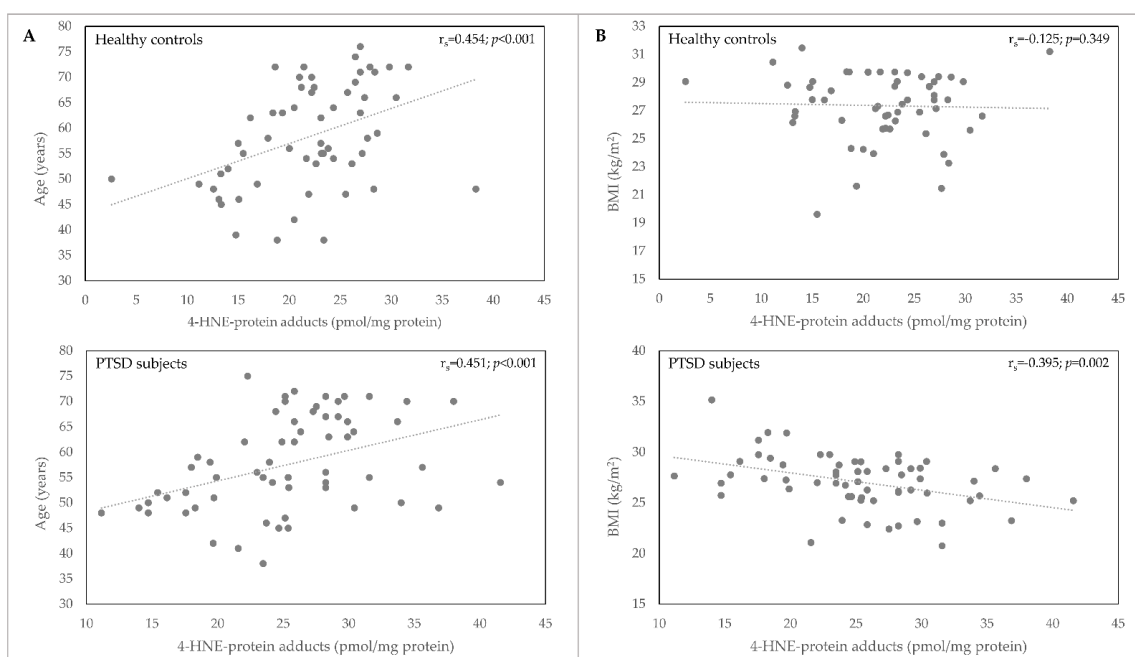 A
Healthy controls
rs=0.454; p<0.001
Age (years)
80
75
70
65
60
55
50
45
40
35
30
0 5 10 15 20 25 30 35 40 45
4-HNE-protein adducts (pmol/mg protein)
PTSD subjects
rs=0.451; p<0.001
Age (years)
80
75
70
65
60
55
50
45
40
35
30
11 15 20 25 30 35 40 45
4-HNE-protein adducts (pmol/mg protein)
B
Healthy controls
rs=-0.125; p=0.349
BMI (kg/m²)
33
31
29
27
25
23
21
19
17
15
0 5 10 15 20 25 30 35 40 45
4-HNE-protein adducts (pmol/mg protein)
PTSD subjects
rs=-0.395; p=0.002
BMI (kg/m²)
40
35
30
25
20
15
10 15 20 25 30 35 40 45
4-HNE-protein adducts (pmol/mg protein)